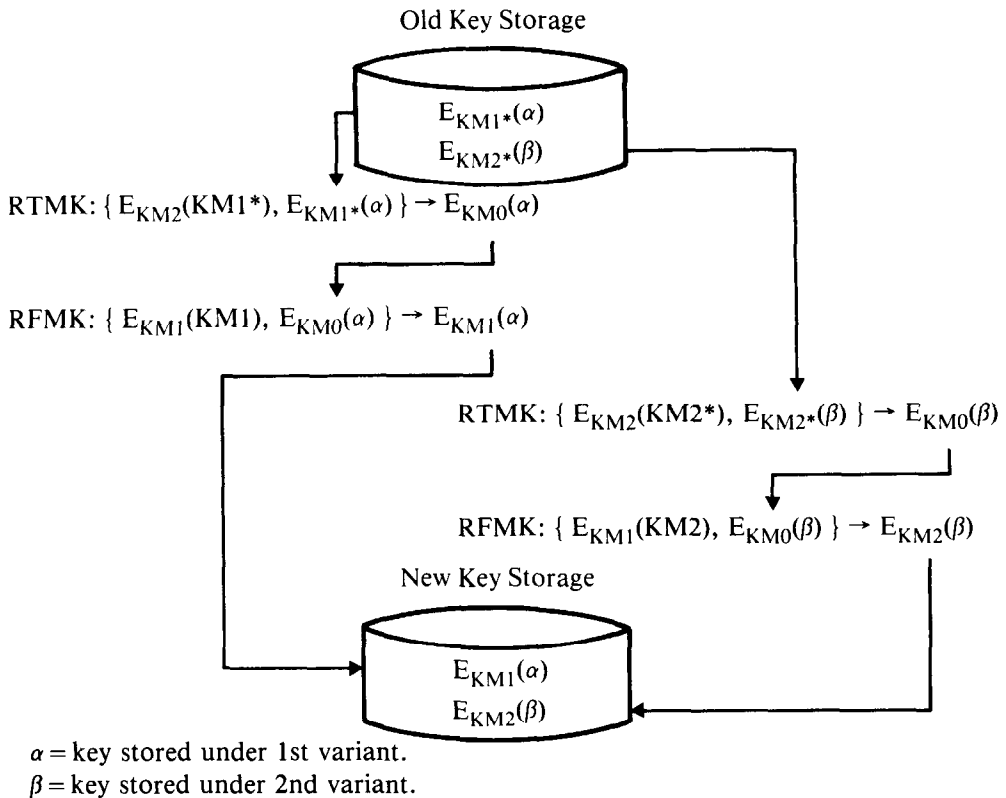 Old Key Storage
E_KM1*(α)
E_KM2*(β)
RTMK: { E_KM2(KM1*), E_KM1*(α) } → E_KM0(α)
RFMK: { E_KM1(KM1), E_KM0(α) } → E_KM1(α)
RTMK: { E_KM2(KM2*), E_KM2*(β) } → E_KM0(β)
RFMK: { E_KM1(KM2), E_KM0(β) } → E_KM2(β)
New Key Storage
E_KM1(α)
E_KM2(β)
α = key stored under 1st variant.
β = key stored under 2nd variant.